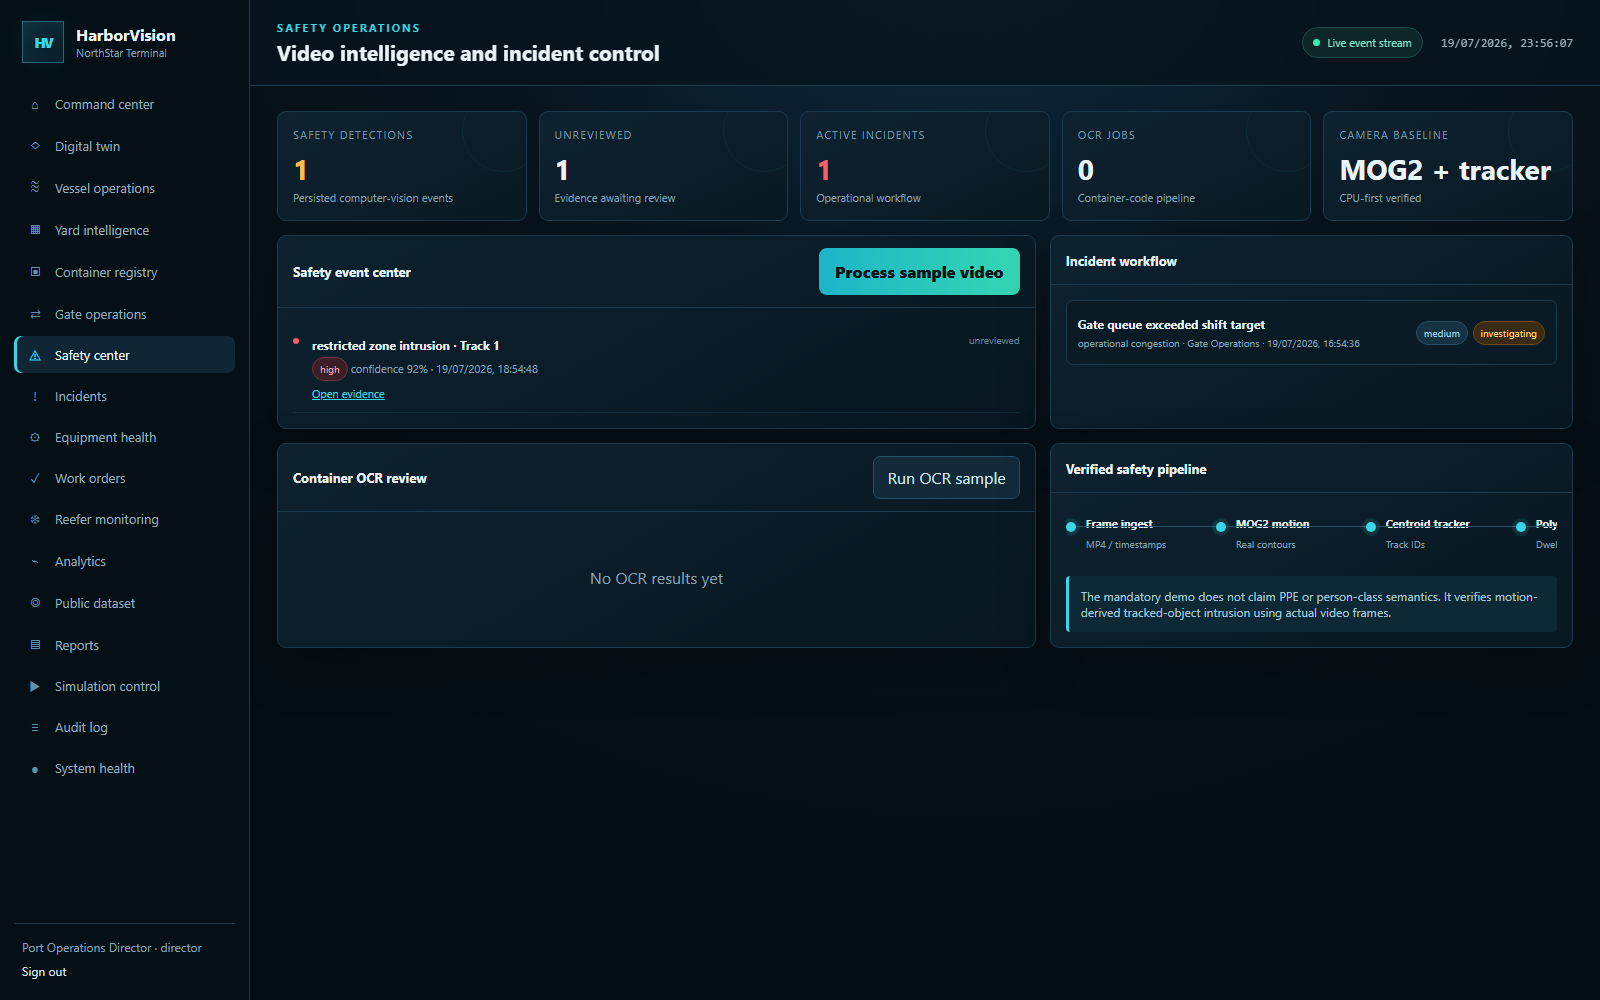 HV
HarborVision
NorthStar Terminal
Command center
Digital twin
Vessel operations
Yard intelligence
Container registry
Gate operations
Safety center
Incidents
Equipment health
Work orders
Reefer monitoring
Analytics
Public dataset
Reports
Simulation control
Audit log
System health
Port Operations Director · director
Sign out
SAFETY OPERATIONS
Video intelligence and incident control
Live event stream
19/07/2026, 23:56:07
SAFETY DETECTIONS
1
Persisted computer-vision events
UNREVIEWED
1
Evidence awaiting review
ACTIVE INCIDENTS
1
Operational workflow
OCR JOBS
0
Container-code pipeline
CAMERA BASELINE
MOG2 + tracker
CPU-first verified
Safety event center
Process sample video
restricted zone intrusion · Track 1
unreviewed
high confidence 92% · 19/07/2026, 18:54:48
Open evidence
Incident workflow
Gate queue exceeded shift target
operational congestion · Gate Operations · 19/07/2026, 16:54:36
medium
investigating
Container OCR review
Run OCR sample
No OCR results yet
Verified safety pipeline
Frame ingest
MP4 / timestamps
MOG2 motion
Real contours
Centroid tracker
Track IDs
Poly
Dwel
The mandatory demo does not claim PPE or person-class semantics. It verifies motion-
derived tracked-object intrusion using actual video frames.